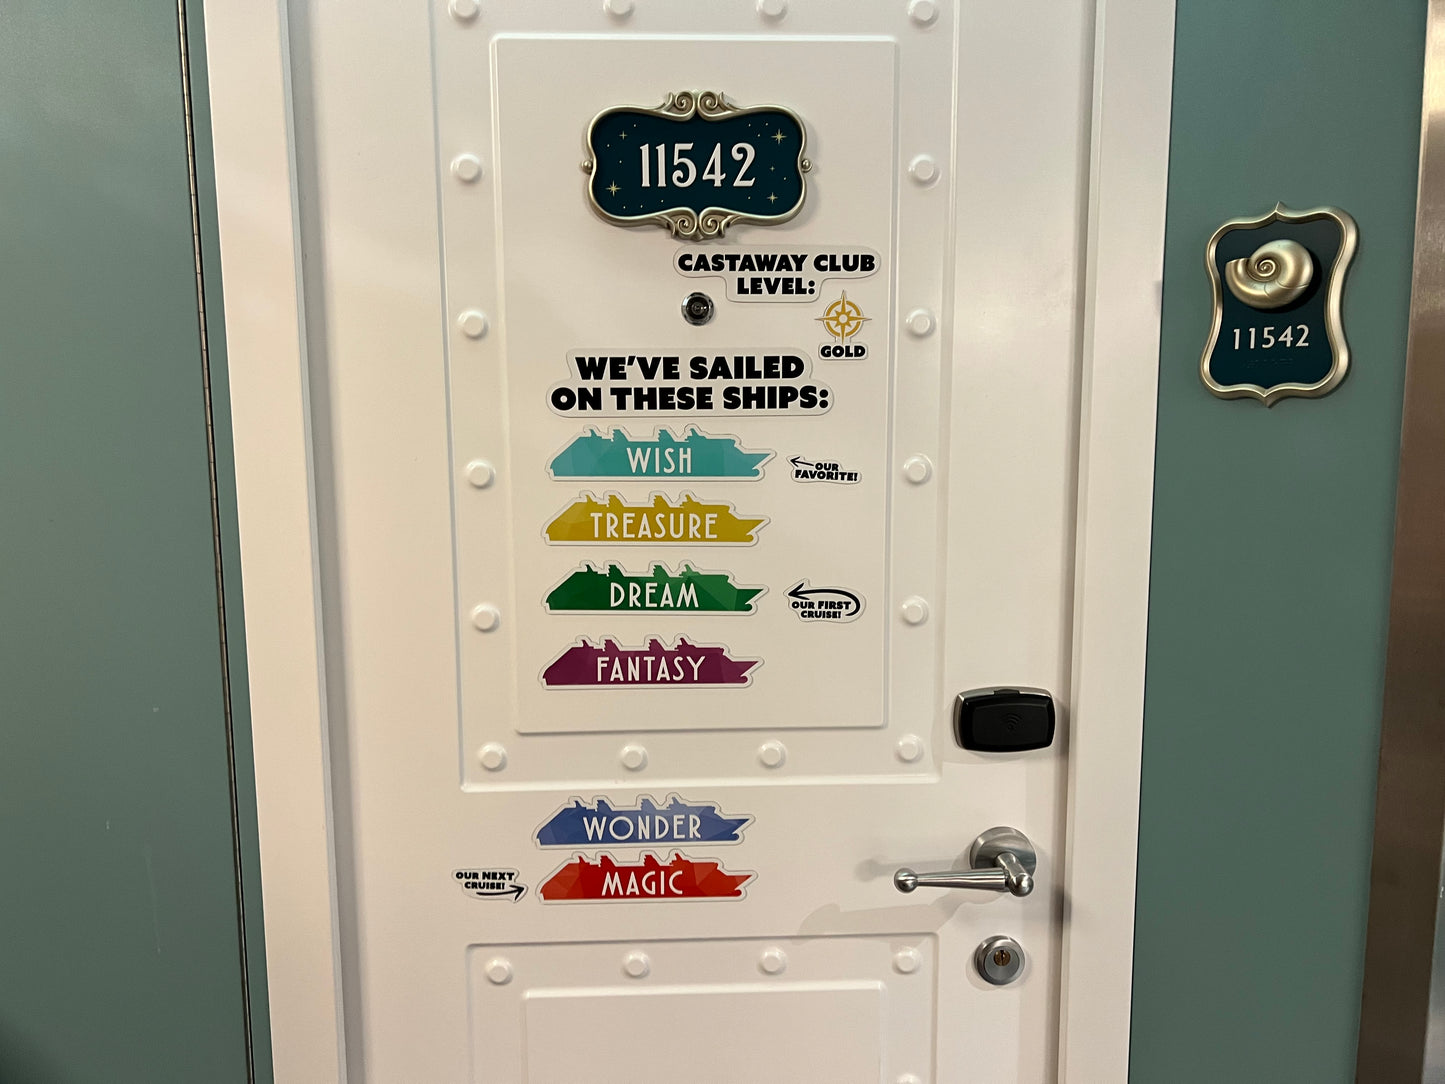 11542
CASTAWAY CLUB
LEVEL:
GOLD
WE'VE SAILED
ON THESE SHIPS:
WISH
OUR
FAVORITE!
TREASURE
DREAM
OUR FIRST
CRUISE!
FANTASY
WONDER
OUR NEXT
CRUISE!
MAGIC
11542